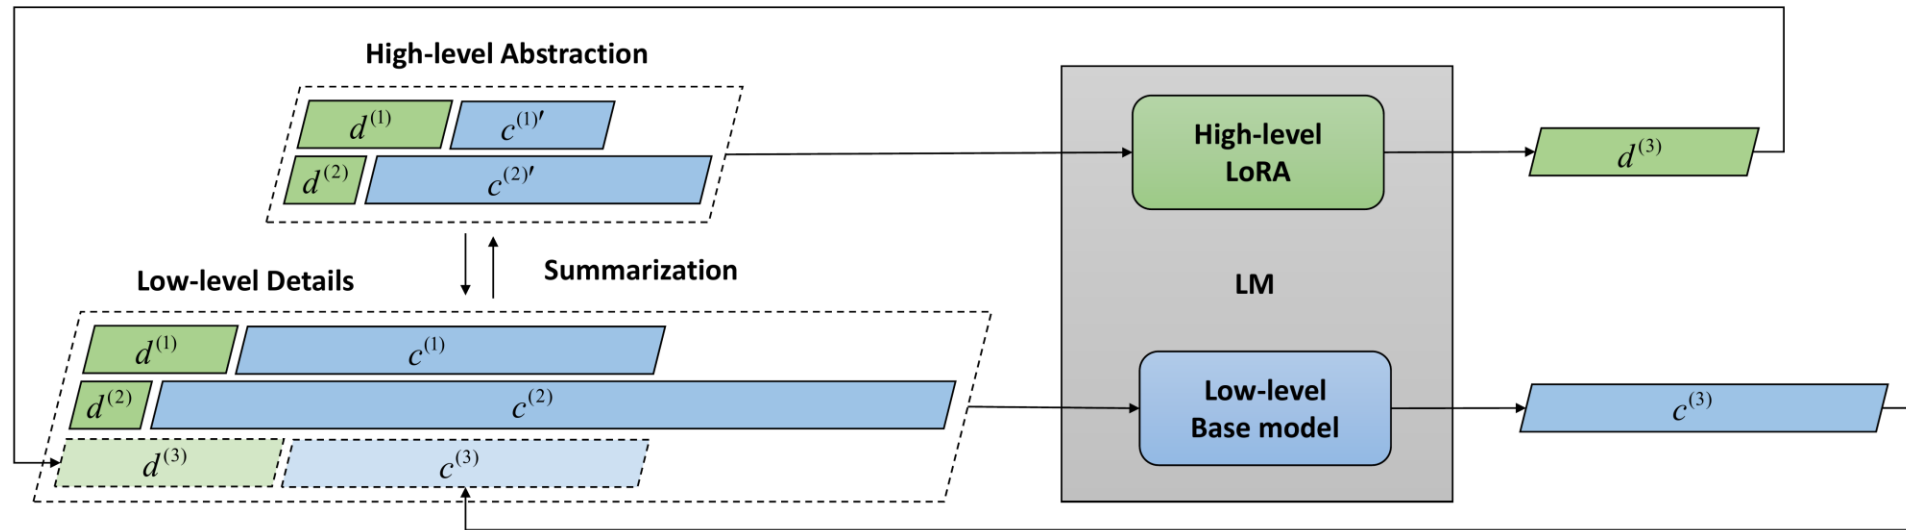 High-level Abstraction
d^(1) c^(1)′
d^(2) c^(2)′
High-level
LoRA
d^(3)
Summarization
Low-level Details
LM
d^(1) c^(1)
d^(2) c^(2)
d^(3) c^(3)
Low-level
Base model
c^(3)